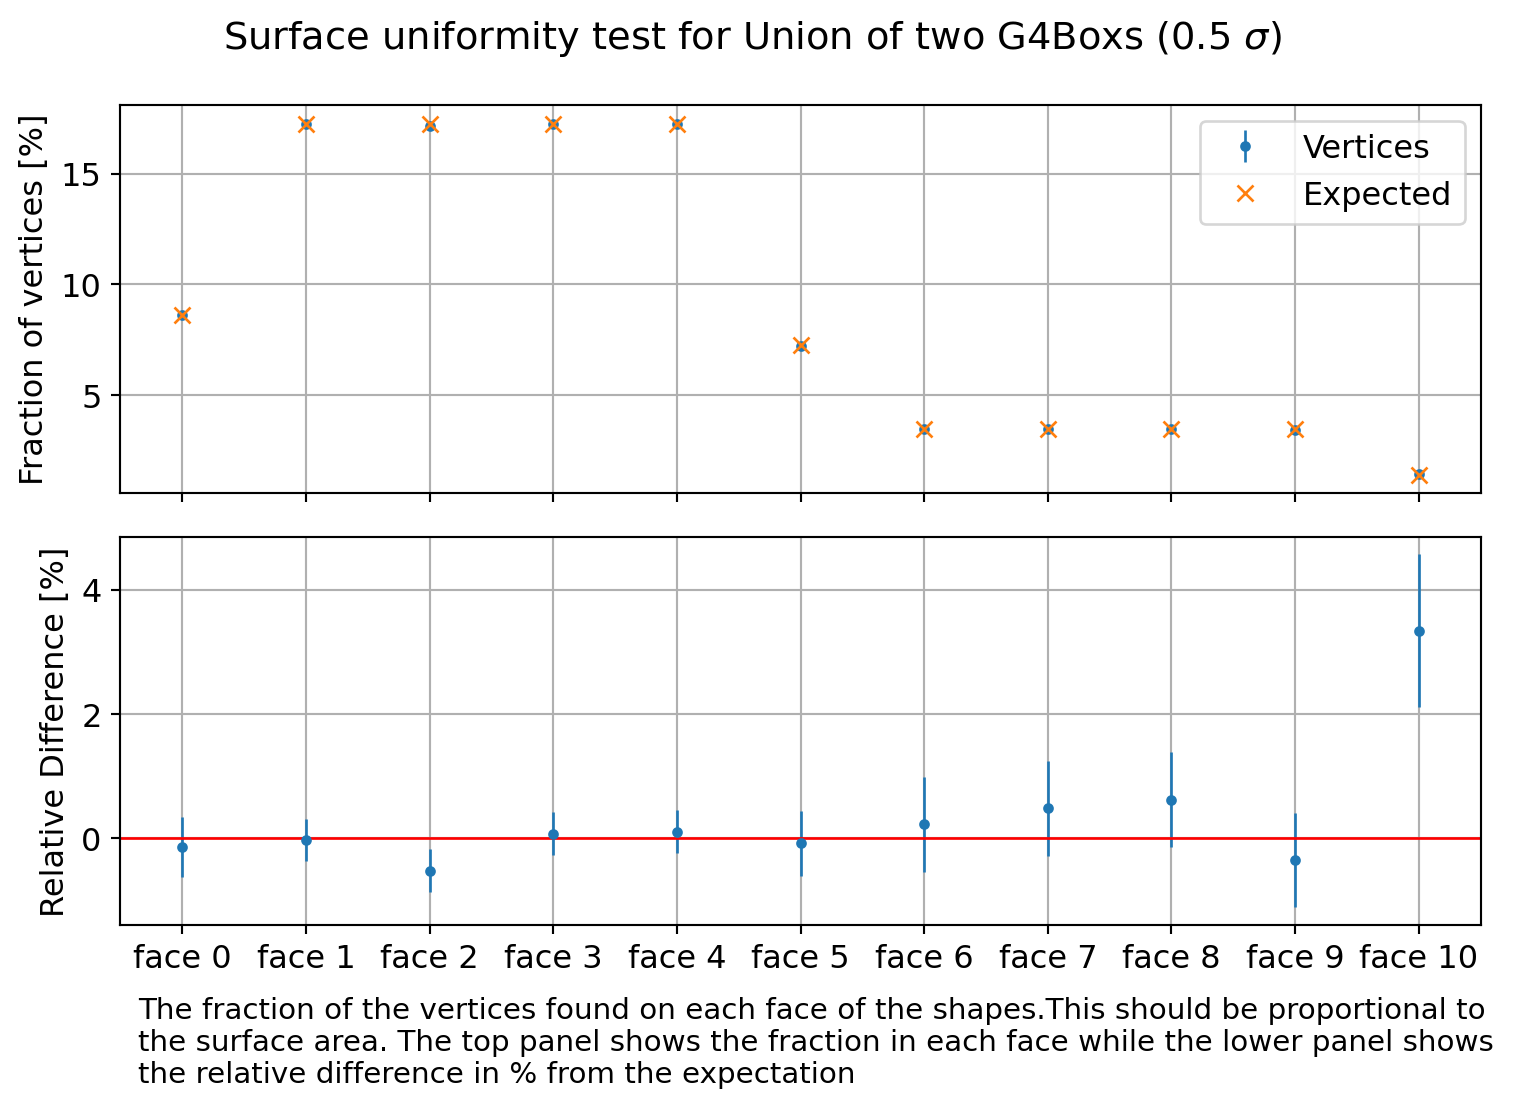 Surface uniformity test for Union of two G4Boxs (0.5 σ)
Fraction of vertices [%]
15
10
5
Vertices
Expected
Relative Difference [%]
4
2
0
face 0 face 1 face 2 face 3 face 4 face 5 face 6 face 7 face 8 face 9 face 10
The fraction of the vertices found on each face of the shapes.This should be proportional to
the surface area. The top panel shows the fraction in each face while the lower panel shows
the relative difference in % from the expectation